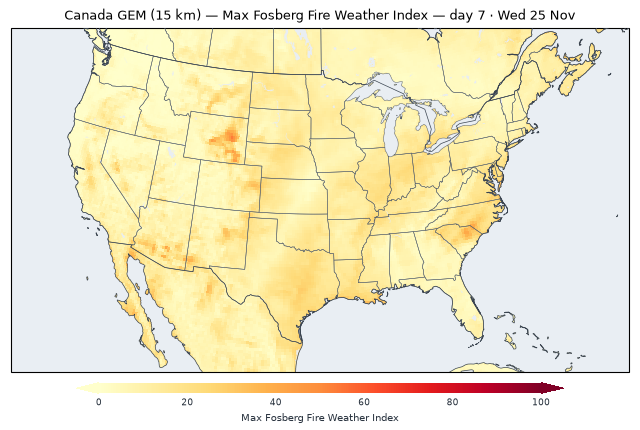 Canada GEM (15 km) — Max Fosberg Fire Weather Index — day 7 · Wed 25 Nov
0 20 40 60 80 100
Max Fosberg Fire Weather Index